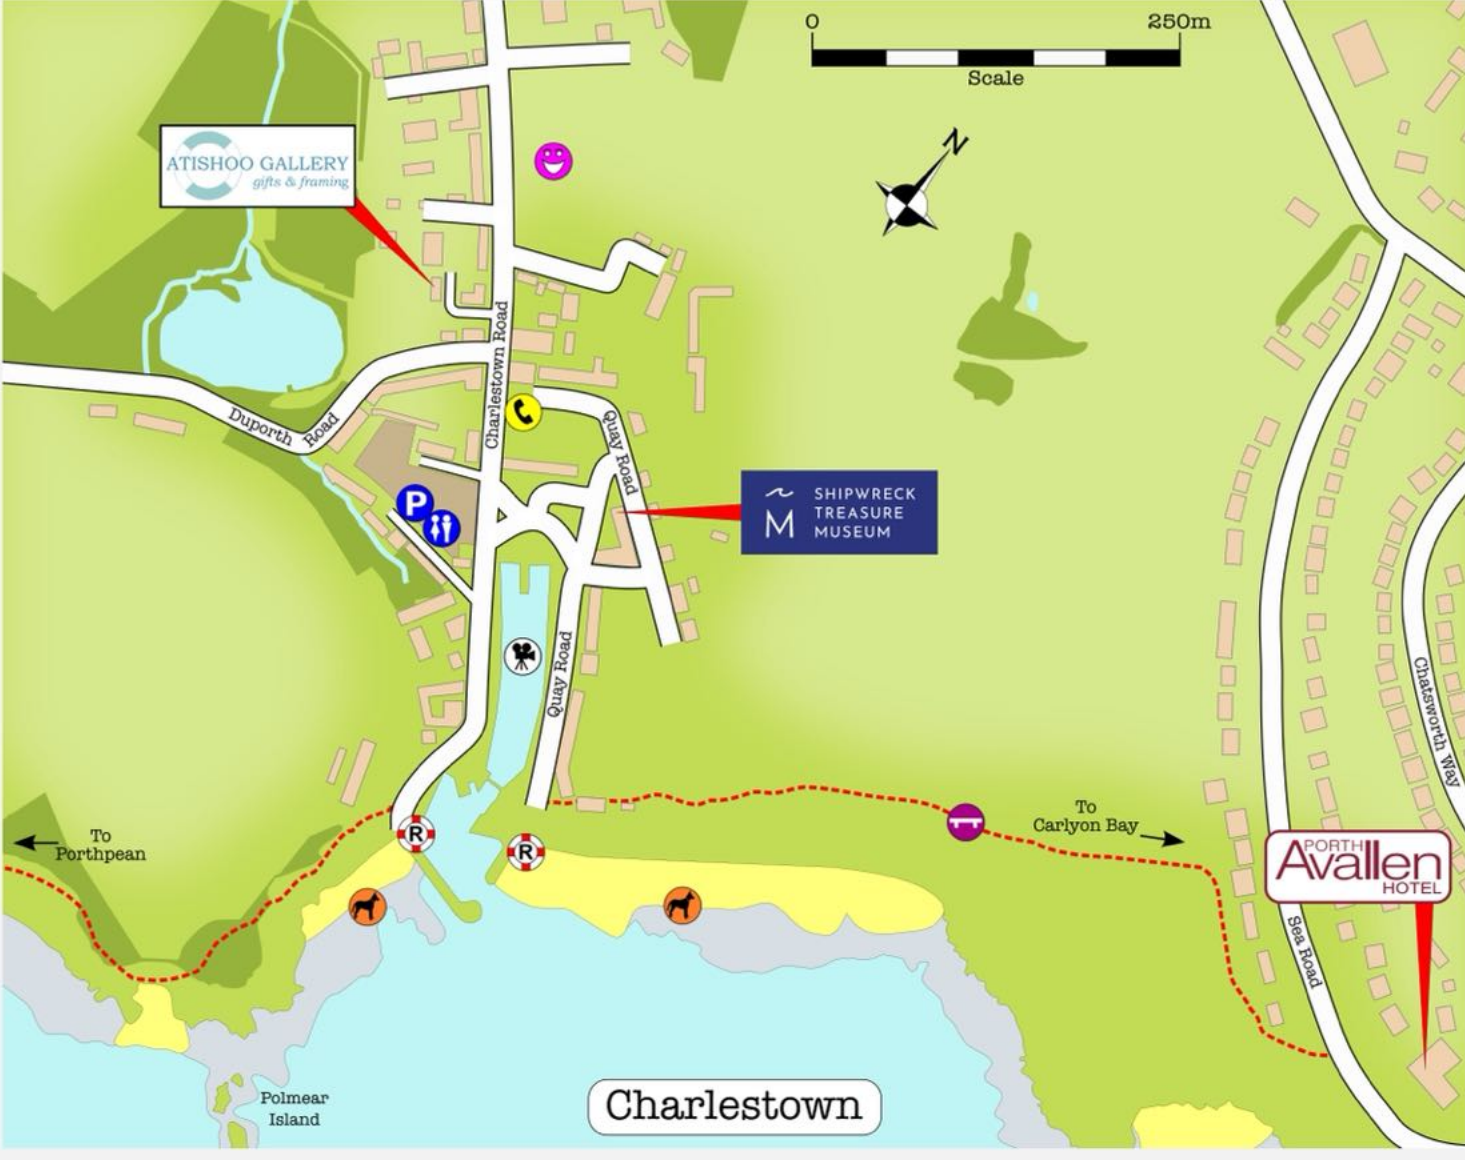 0 250m
Scale
N
ATISHOO GALLERY
gifts & framing
Charlestown Road
Duporth Road
Quay Road
P
M
SHIPWRECK
TREASURE
MUSEUM
Quay Road
Chatsworth Way
To
Porthpean
R
R
To
Carlyon Bay
PORTH
Avallen
HOTEL
Sea Road
Polmear
Island
Charlestown